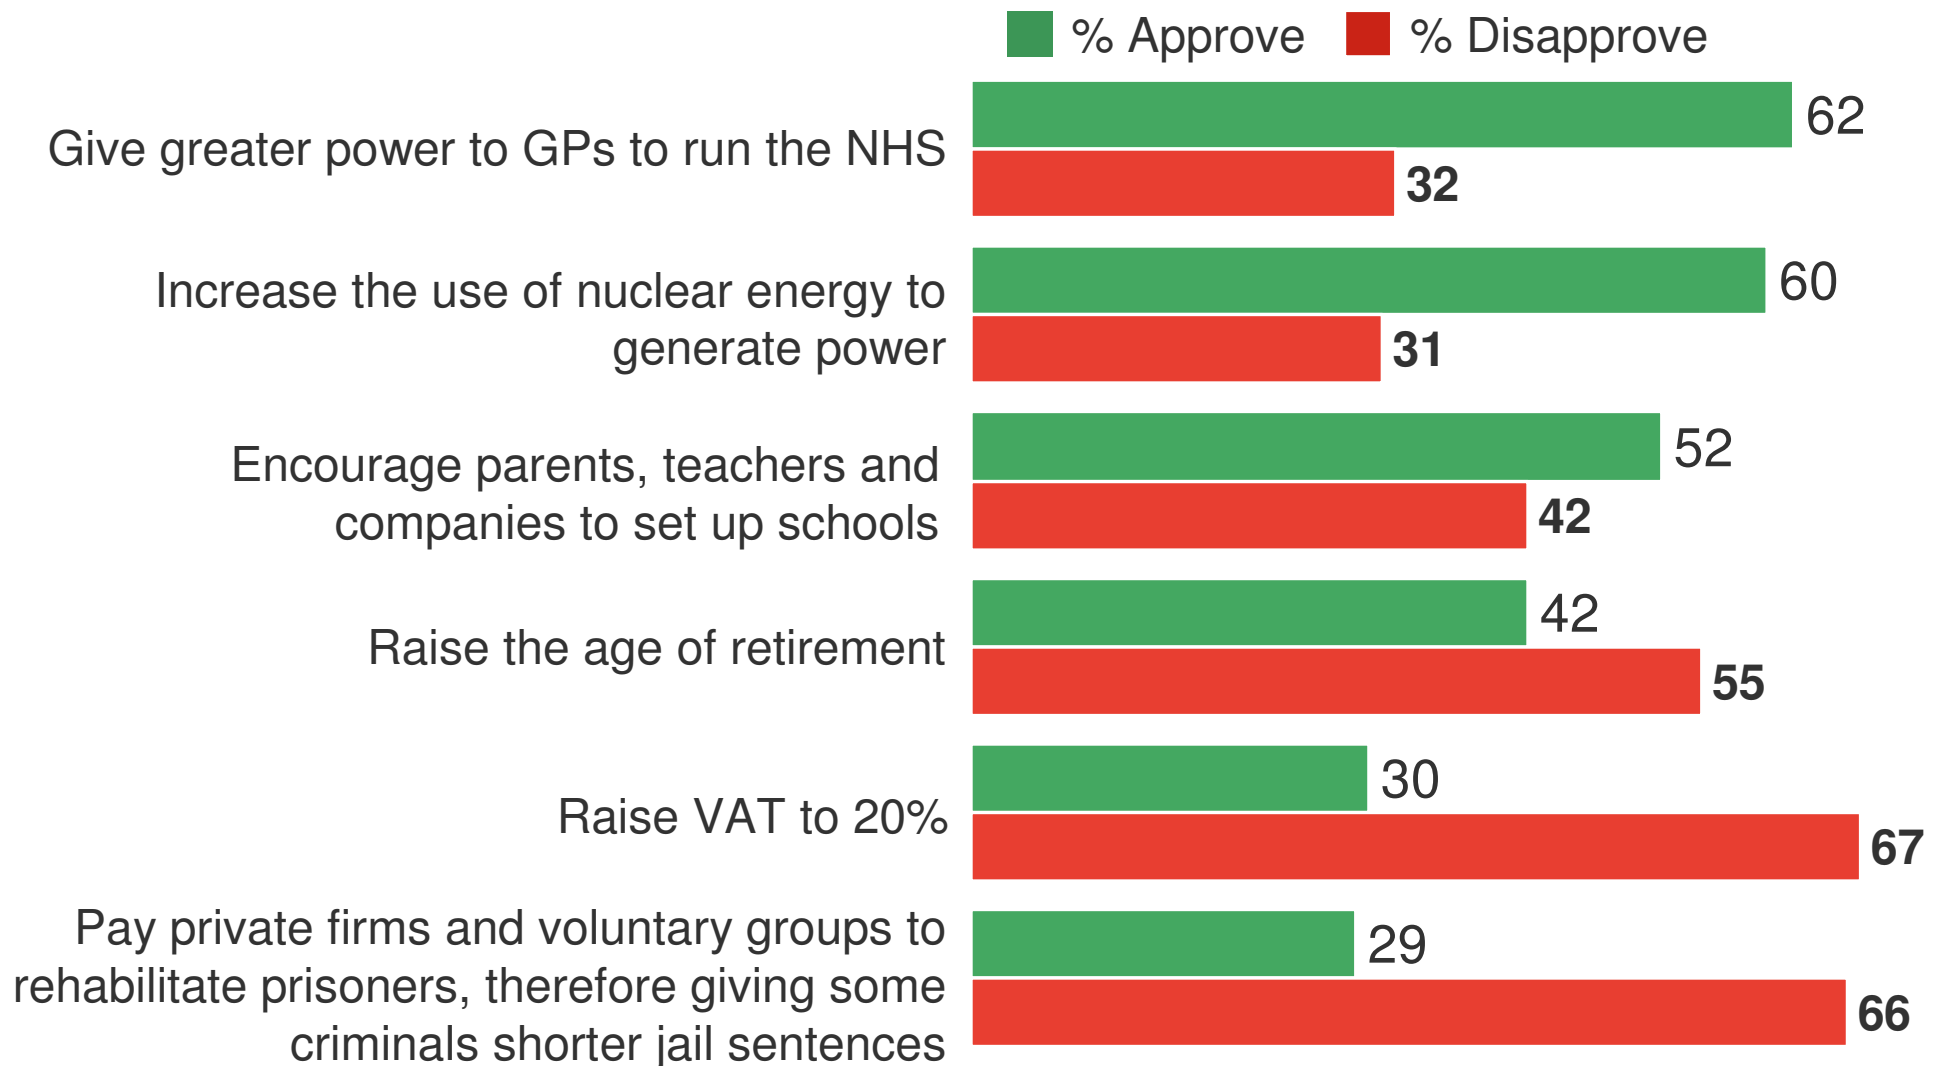 % Approve % Disapprove
Give greater power to GPs to run the NHS
62
32
Increase the use of nuclear energy to
generate power
60
31
Encourage parents, teachers and
companies to set up schools
52
42
Raise the age of retirement
42
55
Raise VAT to 20%
30
67
Pay private firms and voluntary groups to
rehabilitate prisoners, therefore giving some
criminals shorter jail sentences
29
66